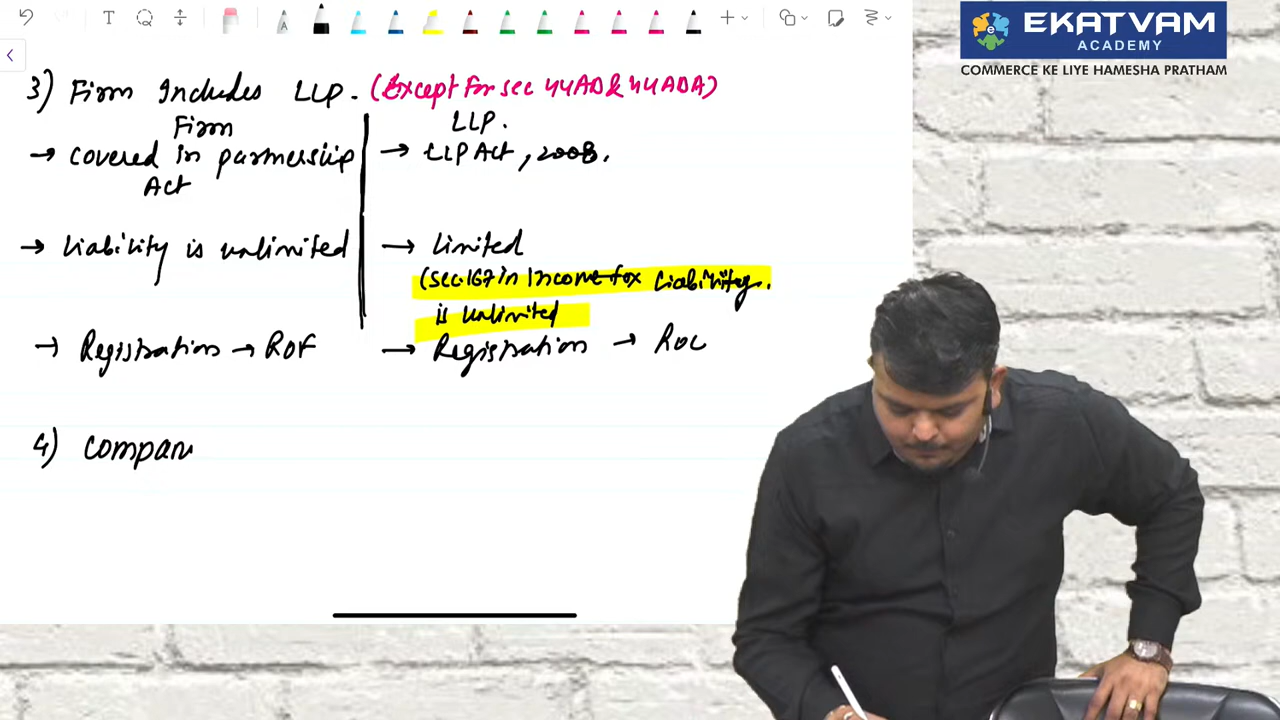 EKATVAM
ACADEMY
COMMERCE KE LIYE HAMESHA PRATHAM
3) Firm Includes LLP. (Except for sec 44AD & 44ADA)
Firm
LLP.
→ Covered in partnership Act
→ LLP Act, 2008.
→ Liability is unlimited
→ Limited
(sec.167 in Income tax Liability.
is unlimited
→ Registration → ROF
→ Registration → ROC
4) Compan